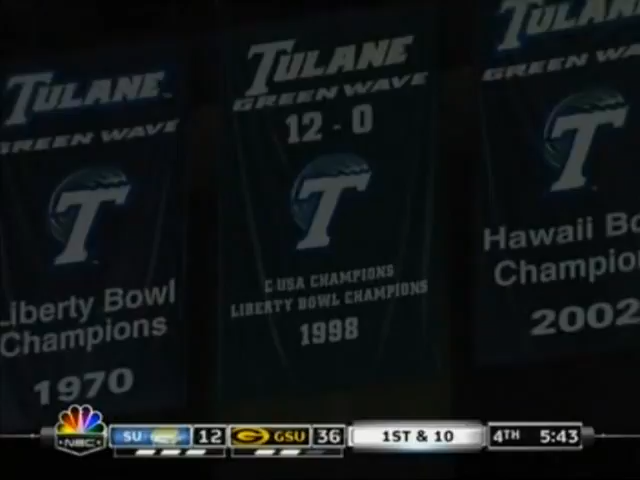 TULANE
GREEN WAVE
T
Liberty Bowl
Champions
1970
TULANE
GREEN WAVE
12 - 0
T
C-USA CHAMPIONS
LIBERTY BOWL CHAMPIONS
1998
TULANE
GREEN WAVE
T
Hawaii Bo
Champio
2002
NBC SU 12 GSU 36 1ST & 10 4TH 5:43